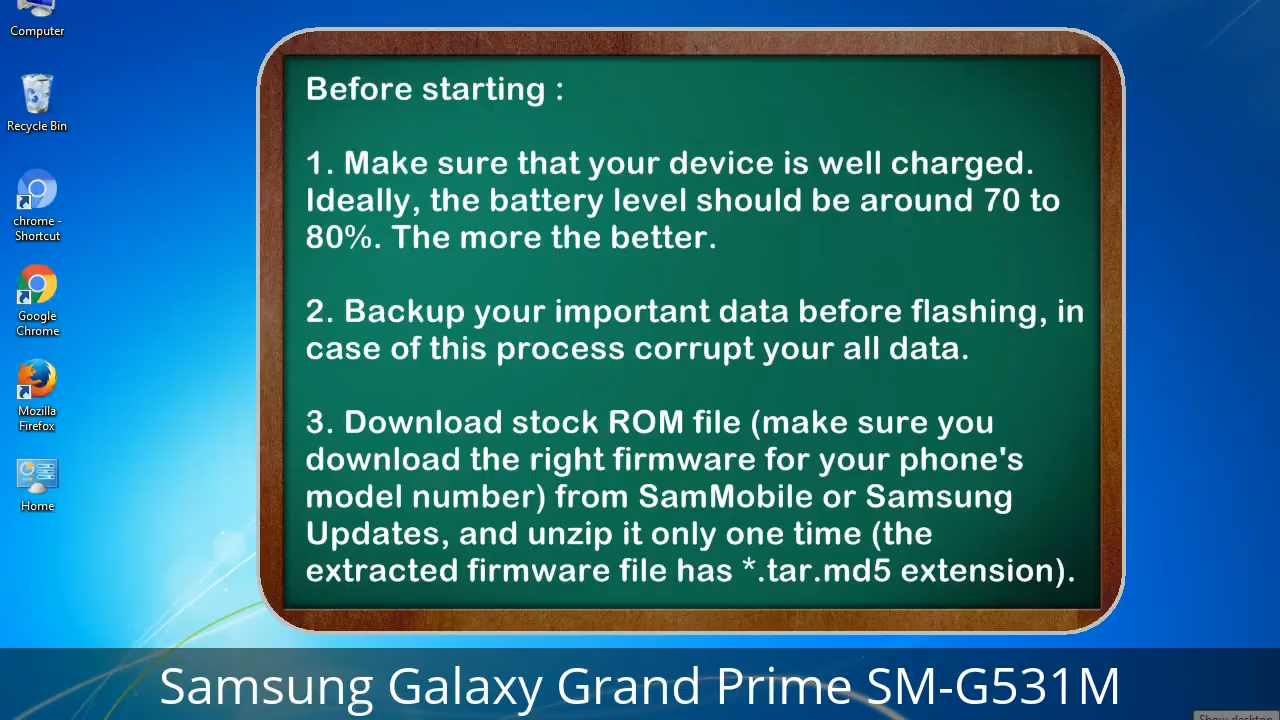 Computer
Recycle Bin
chrome -
Shortcut
Google
Chrome
Mozilla
Firefox
Home
Before starting :
1. Make sure that your device is well charged.
Ideally, the battery level should be around 70 to
80%. The more the better.
2. Backup your important data before flashing, in
case of this process corrupt your all data.
3. Download stock ROM file (make sure you
download the right firmware for your phone's
model number) from SamMobile or Samsung
Updates, and unzip it only one time (the
extracted firmware file has *.tar.md5 extension).
Samsung Galaxy Grand Prime SM-G531M
Show desktop